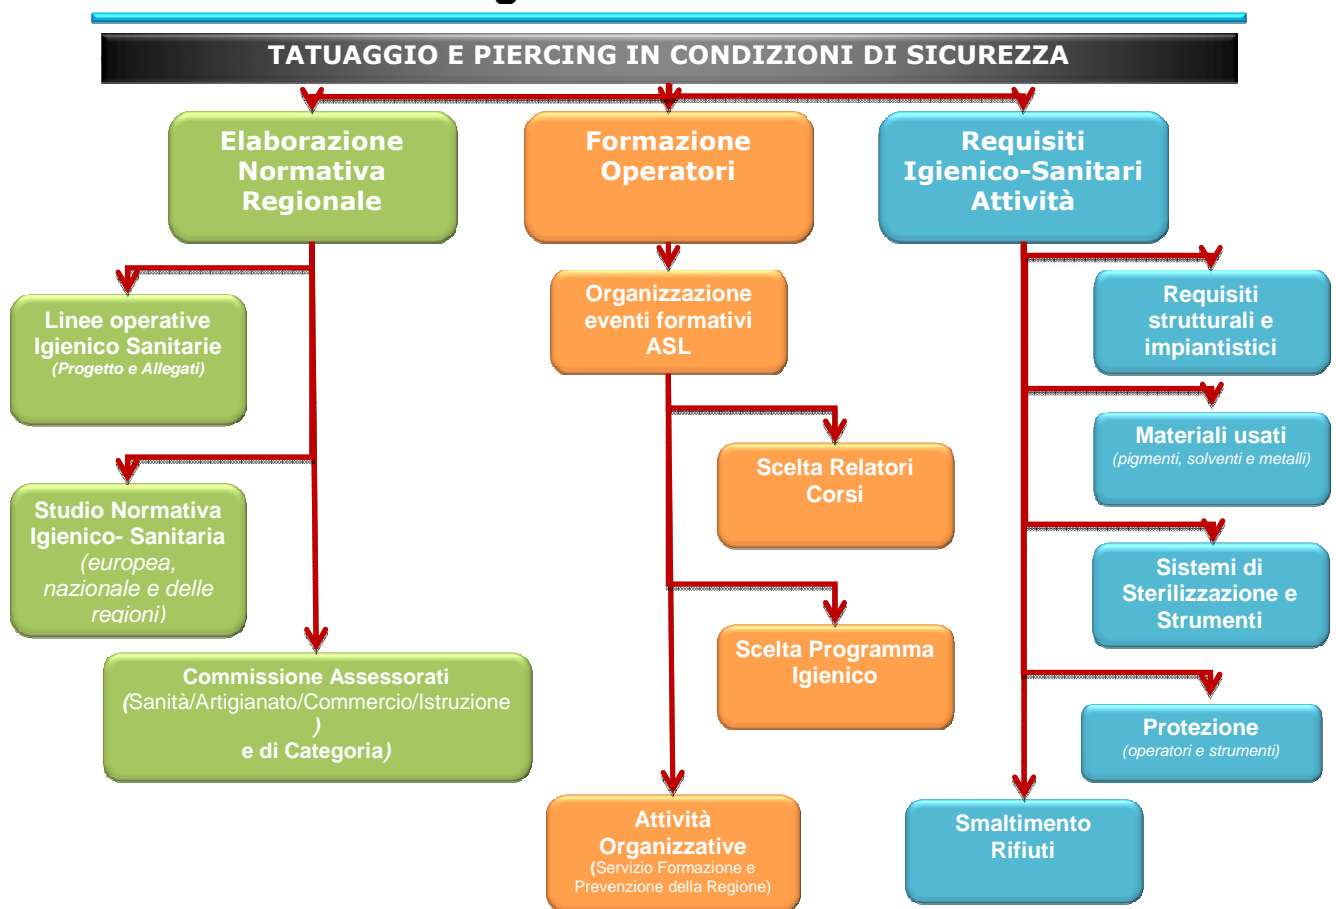 TATUAGGIO E PIERCING IN CONDIZIONI DI SICUREZZA
Elaborazione
Normativa
Regionale
Formazione
Operatori
Requisiti
Igienico-Sanitari
Attività
Linee operative
Igienico Sanitarie
(Progetto e Allegati)
Studio Normativa
Igienico- Sanitaria
(europea,
nazionale e delle
regioni)
Commissione Assessorati
(Sanità/Artigianato/Commercio/Istruzione
)
e di Categoria)
Organizzazione
eventi formativi
ASL
Scelta Relatori
Corsi
Scelta Programma
Igienico
Attività
Organizzative
(Servizio Formazione e
Prevenzione della Regione)
Requisiti
strutturali e
impiantistici
Materiali usati
(pigmenti, solventi e metalli)
Sistemi di
Sterilizzazione e
Strumenti
Protezione
(operatori e strumenti)
Smaltimento
Rifiuti